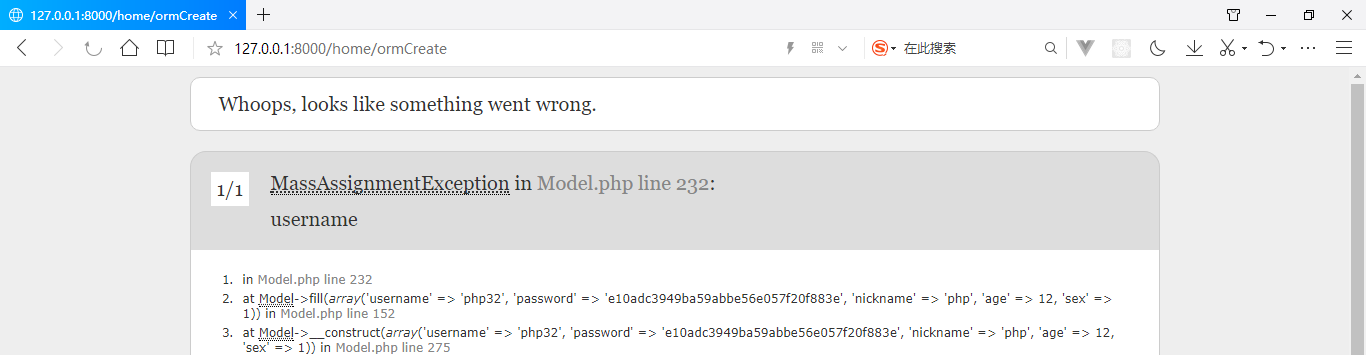 127.0.0.1:8000/home/ormCreate
127.0.0.1:8000/home/ormCreate
在此搜索
Whoops, looks like something went wrong.
1/1
MassAssignmentException in Model.php line 232:
username
1. in Model.php line 232
2. at Model->fill(array('username' => 'php32', 'password' => 'e10adc3949ba59abbe56e057f20f883e', 'nickname' => 'php', 'age' => 12, 'sex' =>
1)) in Model.php line 152
3. at Model->__construct(array('username' => 'php32', 'password' => 'e10adc3949ba59abbe56e057f20f883e', 'nickname' => 'php', 'age' => 12,
'sex' => 1)) in Model.php line 275